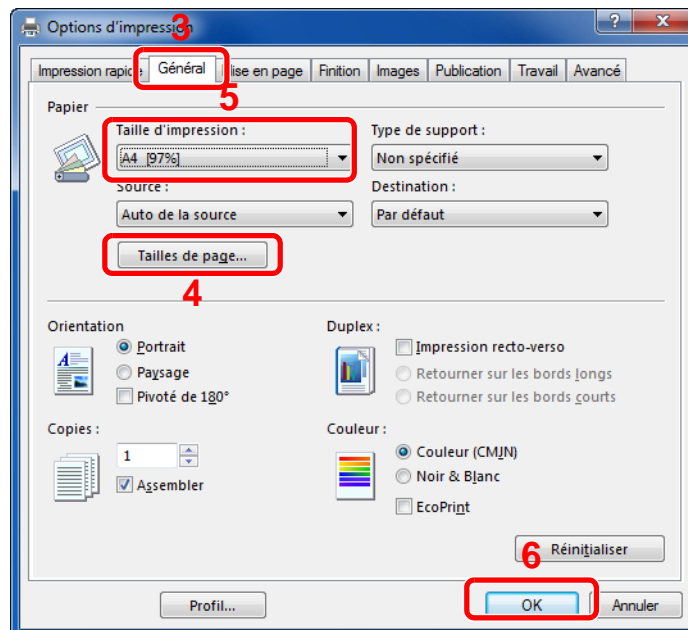 Options d'impression
3
Impression rapide Général Mise en page Finition Images Publication Travail Avancé
5
Papier
Taille d'impression : Type de support :
A4 [97%] Non spécifié
Source : Destination :
Auto de la source Par défaut
Tailles de page...
4
Orientation Duplex :
Portrait Impression recto-verso
Paysage Retourner sur les bords longs
Pivoté de 180° Retourner sur les bords courts
Copies : Couleur :
1 Couleur (CMJN)
Assembler Noir & Blanc
EcoPrint
6 Réinitialiser
Profil... OK Annuler